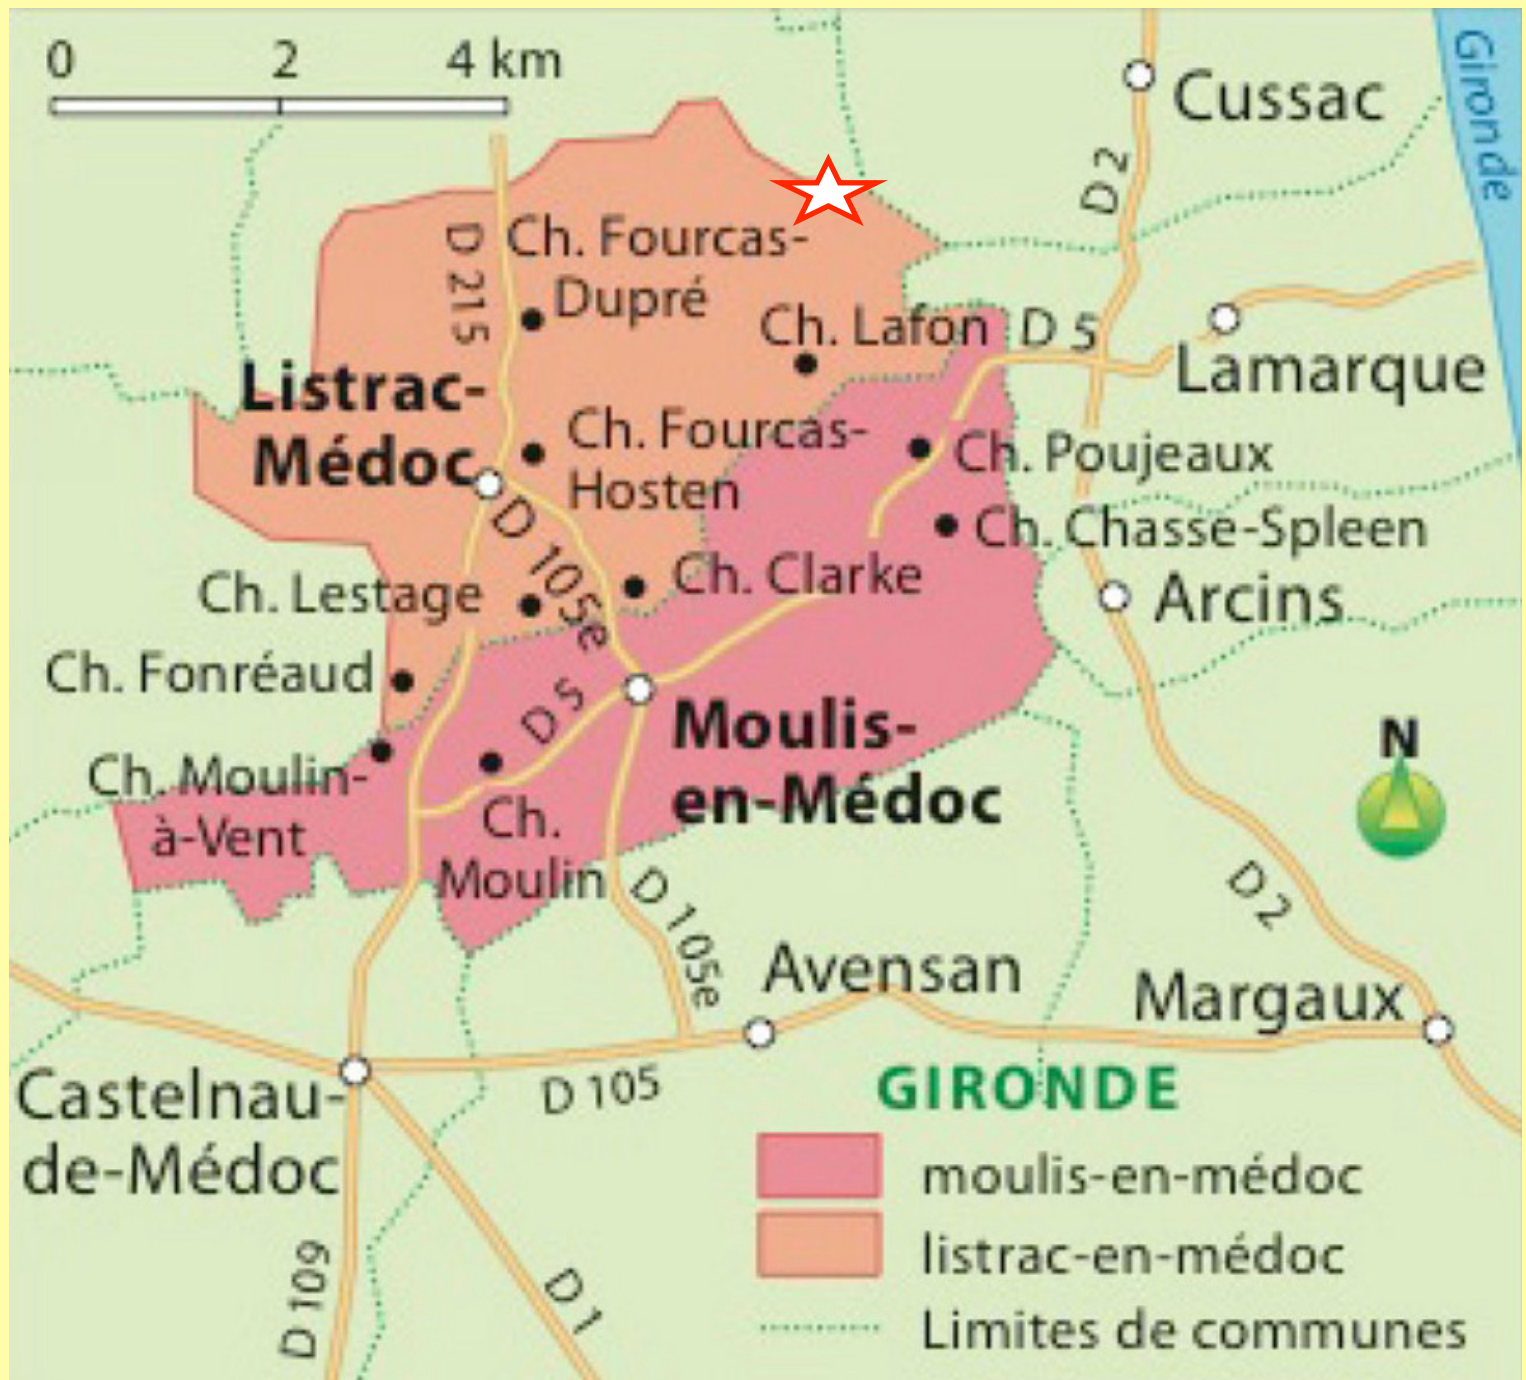 0 2 4 km
Gironde
Cussac
D 2
D 215
Ch. Fourcas-
Dupré
Ch. Lafon
D 5
Lamarque
Listrac-
Médoc
Ch. Fourcas-
Hosten
Ch. Poujeaux
D 105e
Ch. Chasse-Spleen
Ch. Lestage
Ch. Clarke
Arcins
Ch. Fonréaud
D 5
Moulis-
en-Médoc
N
Ch. Moulin-
à-Vent
Ch.
Moulin
D 105e
D 2
Avensan
Margaux
Castelnau-
de-Médoc
D 105
GIRONDE
moulis-en-médoc
listrac-en-médoc
Limites de communes
D 109
D 1